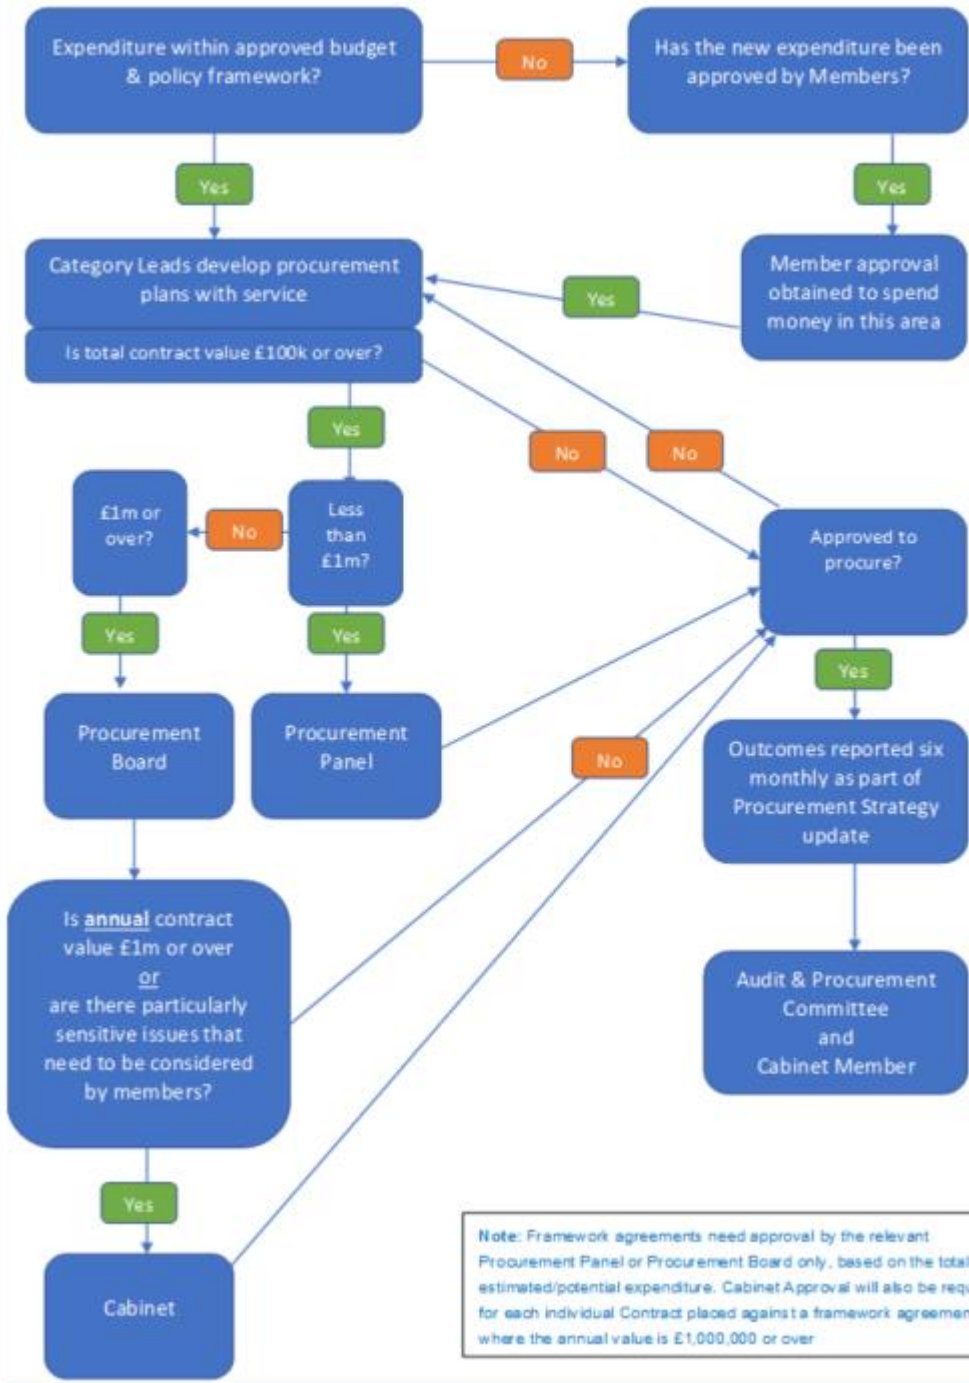 Expenditure within approved budget
& policy framework?
No
Has the new expenditure been
approved by Members?
Yes
Yes
Category Leads develop procurement
plans with service
Yes
Member approval
obtained to spend
money in this area
Is total contract value £100k or over?
Yes
No
No
£1m or
over?
No
Less
than
£1m?
Approved to
procure?
Yes
Yes
Yes
Procurement
Board
Procurement
Panel
No
Outcomes reported six
monthly as part of
Procurement Strategy
update
Is annual contract
value £1m or over
or
are there particularly
sensitive issues that
need to be considered
by members?
Audit & Procurement
Committee
and
Cabinet Member
Yes
Cabinet
Note: Framework agreements need approval by the relevant
Procurement Panel or Procurement Board only, based on the total
estimated/potential expenditure. Cabinet Approval will also be
for each individual Contract placed against a framework
where the annual value is £1,000,000 or over